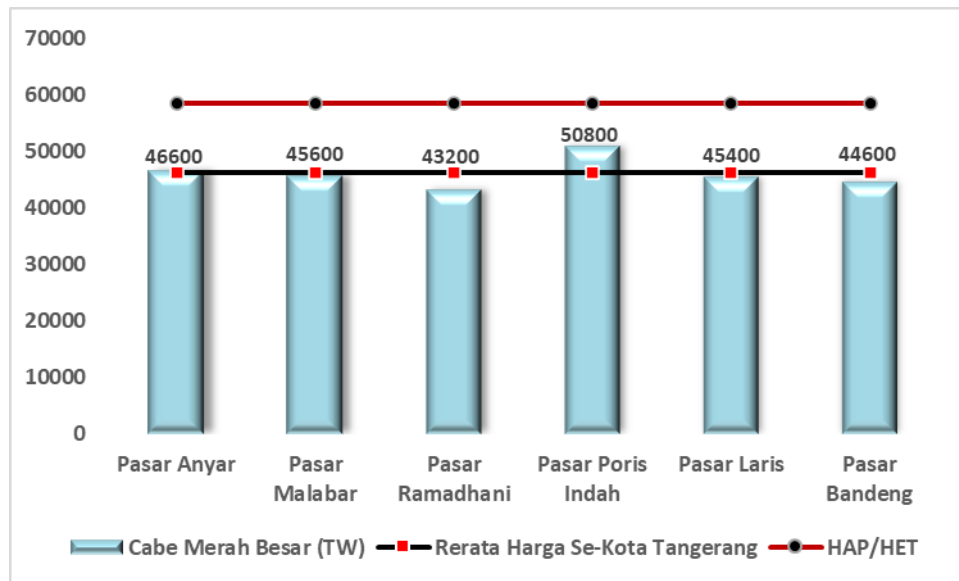 70000
60000
50000
40000
30000
20000
10000
0
46600
45600
43200
50800
45400
44600
Pasar Anyar
Pasar
Malabar
Pasar
Ramadhani
Pasar Poris
Indah
Pasar Laris
Pasar
Bandeng
Cabe Merah Besar (TW)
Rerata Harga Se-Kota Tangerang
HAP/HET